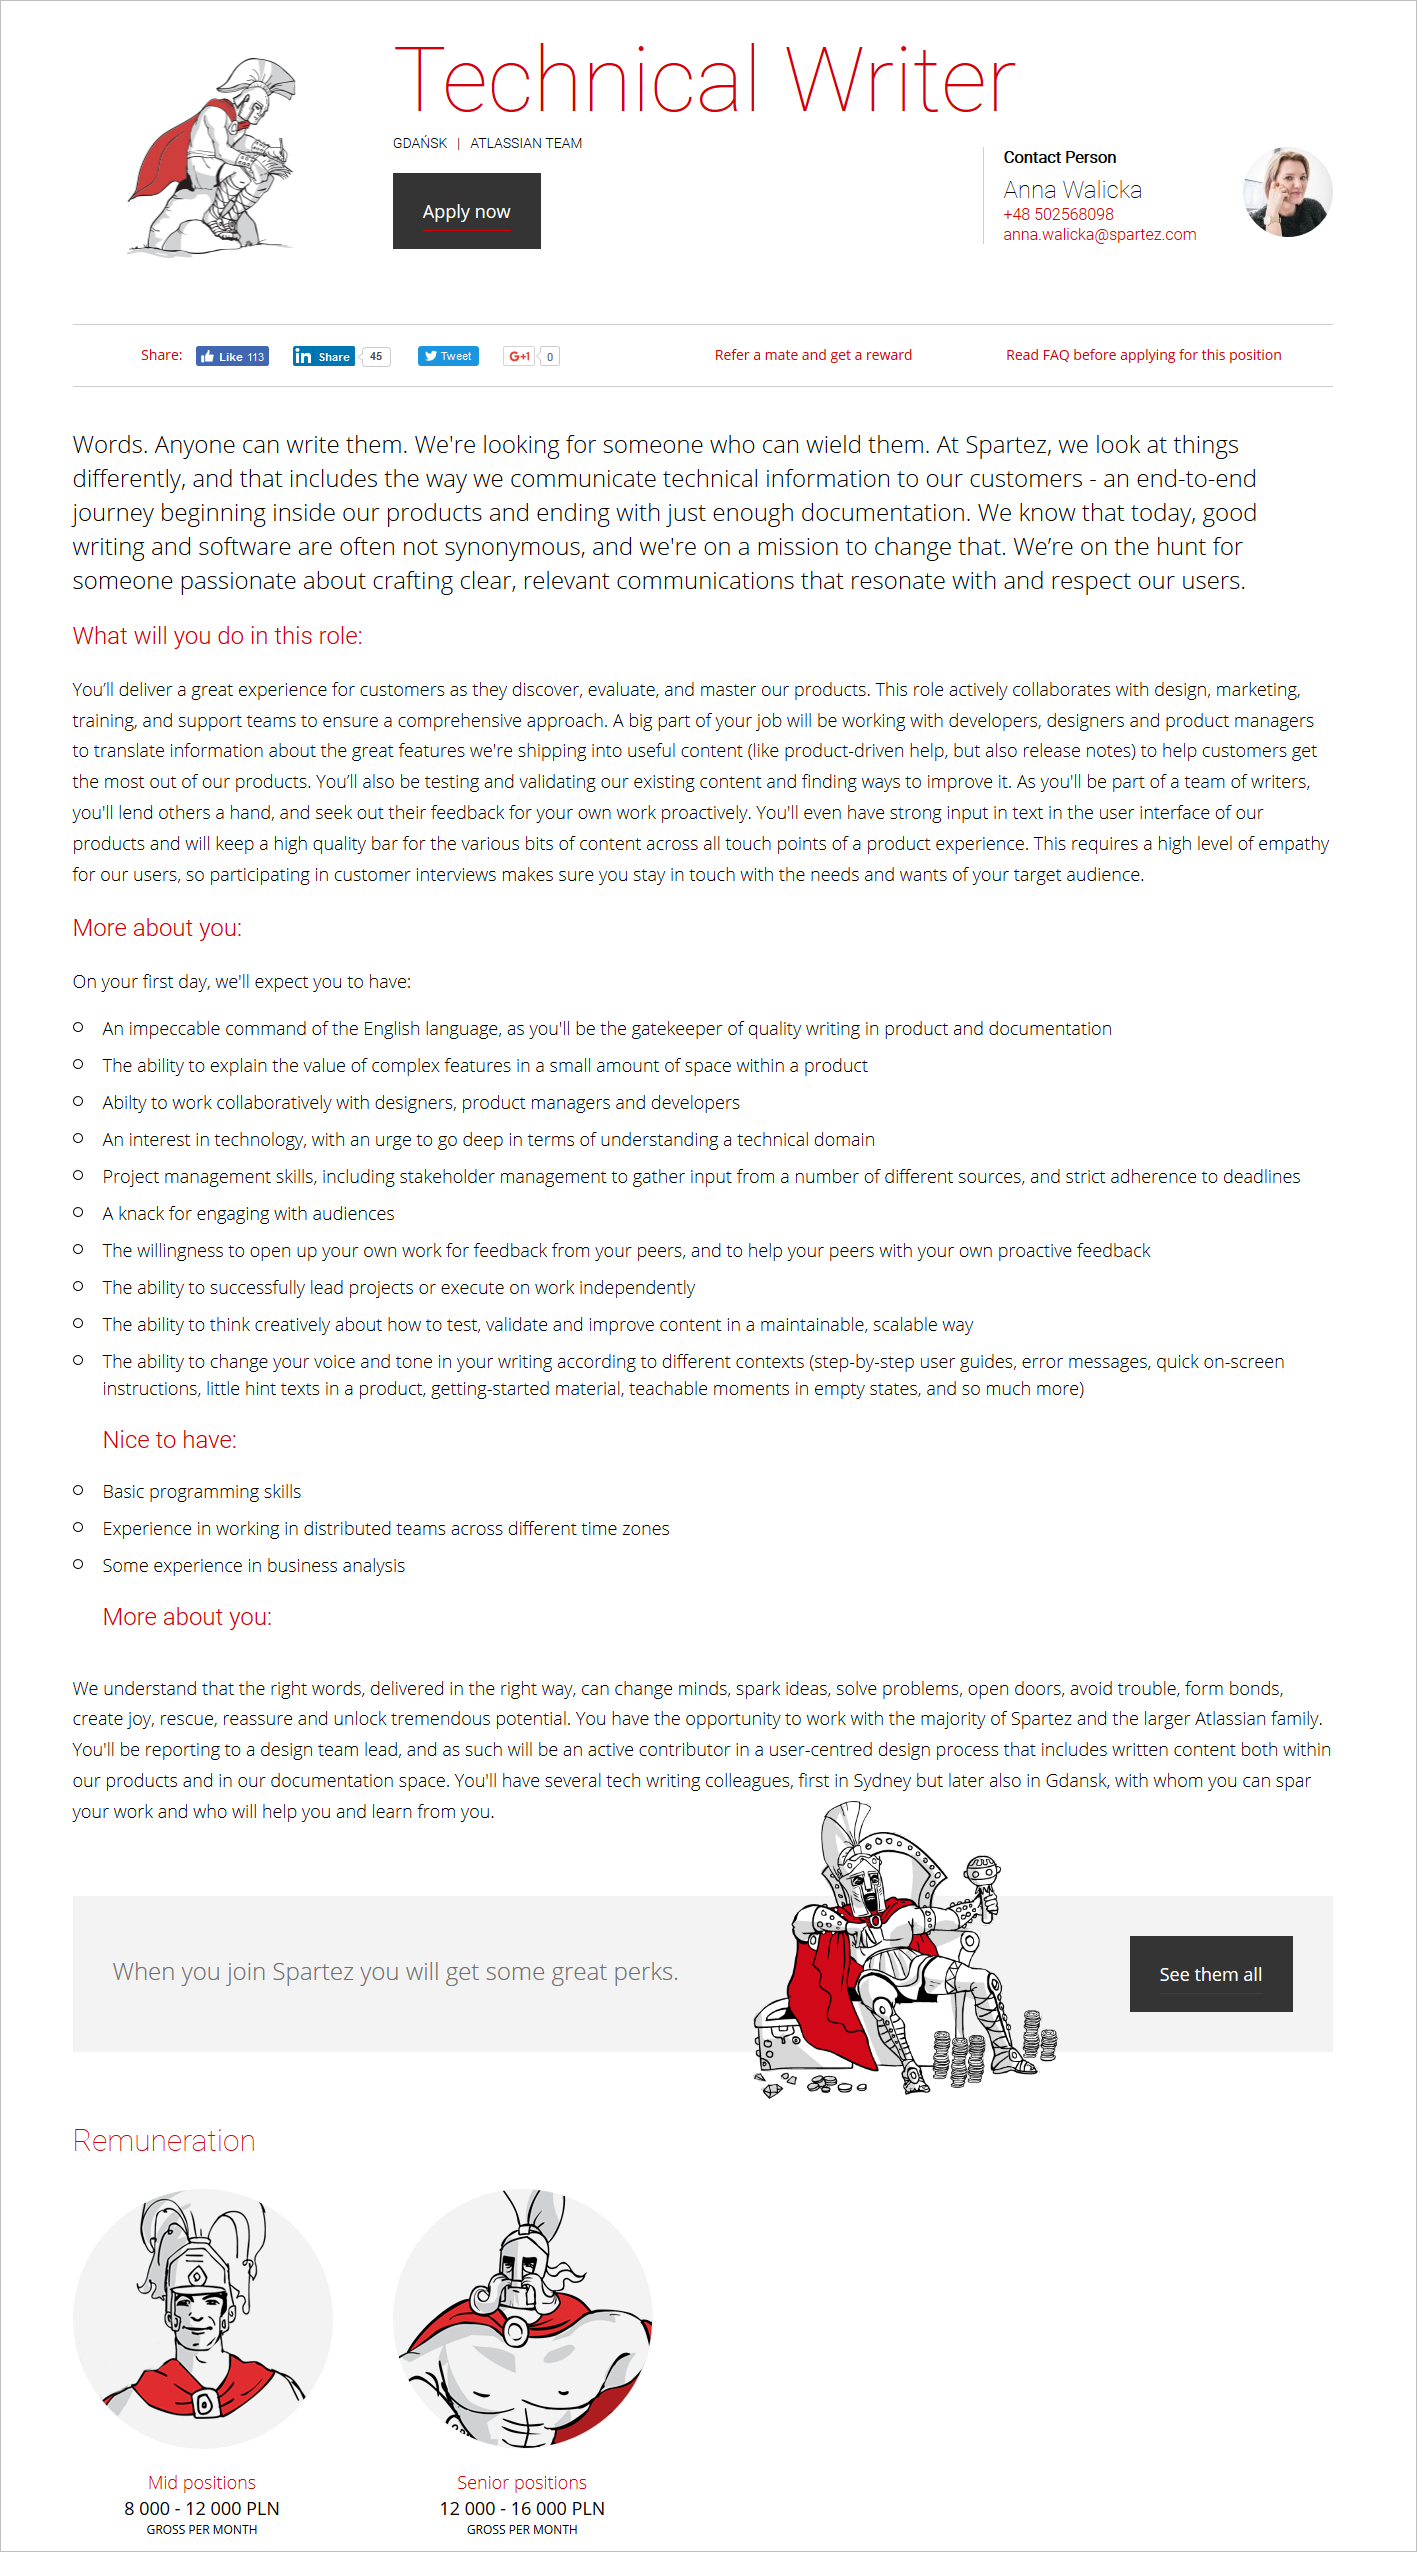 Technical Writer
GDAŃSK | ATLASSIAN TEAM
Apply now
Contact Person
Anna Walicka
+48 502568098
anna.walicka@spartez.com
Share: Like 113 in Share 45 Tweet G+1 0 Refer a mate and get a reward Read FAQ before applying for this position
Words. Anyone can write them. We're looking for someone who can wield them. At Spartez, we look at things
differently, and that includes the way we communicate technical information to our customers - an end-to-end
journey beginning inside our products and ending with just enough documentation. We know that today, good
writing and software are often not synonymous, and we're on a mission to change that. We’re on the hunt for
someone passionate about crafting clear, relevant communications that resonate with and respect our users.
What will you do in this role:
You’ll deliver a great experience for customers as they discover, evaluate, and master our products. This role actively collaborates with design, marketing,
training, and support teams to ensure a comprehensive approach. A big part of your job will be working with developers, designers and product managers
to translate information about the great features we're shipping into useful content (like product-driven help, but also release notes) to help customers get
the most out of our products. You’ll also be testing and validating our existing content and finding ways to improve it. As you'll be part of a team of writers,
you'll lend others a hand, and seek out their feedback for your own work proactively. You'll even have strong input in text in the user interface of our
products and will keep a high quality bar for the various bits of content across all touch points of a product experience. This requires a high level of empathy
for our users, so participating in customer interviews makes sure you stay in touch with the needs and wants of your target audience.
More about you:
On your first day, we'll expect you to have:
An impeccable command of the English language, as you'll be the gatekeeper of quality writing in product and documentation
The ability to explain the value of complex features in a small amount of space within a product
Abilty to work collaboratively with designers, product managers and developers
An interest in technology, with an urge to go deep in terms of understanding a technical domain
Project management skills, including stakeholder management to gather input from a number of different sources, and strict adherence to deadlines
A knack for engaging with audiences
The willingness to open up your own work for feedback from your peers, and to help your peers with your own proactive feedback
The ability to successfully lead projects or execute on work independently
The ability to think creatively about how to test, validate and improve content in a maintainable, scalable way
The ability to change your voice and tone in your writing according to different contexts (step-by-step user guides, error messages, quick on-screen
instructions, little hint texts in a product, getting-started material, teachable moments in empty states, and so much more)
Nice to have:
Basic programming skills
Experience in working in distributed teams across different time zones
Some experience in business analysis
More about you:
We understand that the right words, delivered in the right way, can change minds, spark ideas, solve problems, open doors, avoid trouble, form bonds,
create joy, rescue, reassure and unlock tremendous potential. You have the opportunity to work with the majority of Spartez and the larger Atlassian family.
You'll be reporting to a design team lead, and as such will be an active contributor in a user-centred design process that includes written content both within
our products and in our documentation space. You'll have several tech writing colleagues, first in Sydney but later also in Gdansk, with whom you can spar
your work and who will help you and learn from you.
When you join Spartez you will get some great perks.
See them all
Remuneration
Mid positions
8 000 - 12 000 PLN
GROSS PER MONTH
Senior positions
12 000 - 16 000 PLN
GROSS PER MONTH